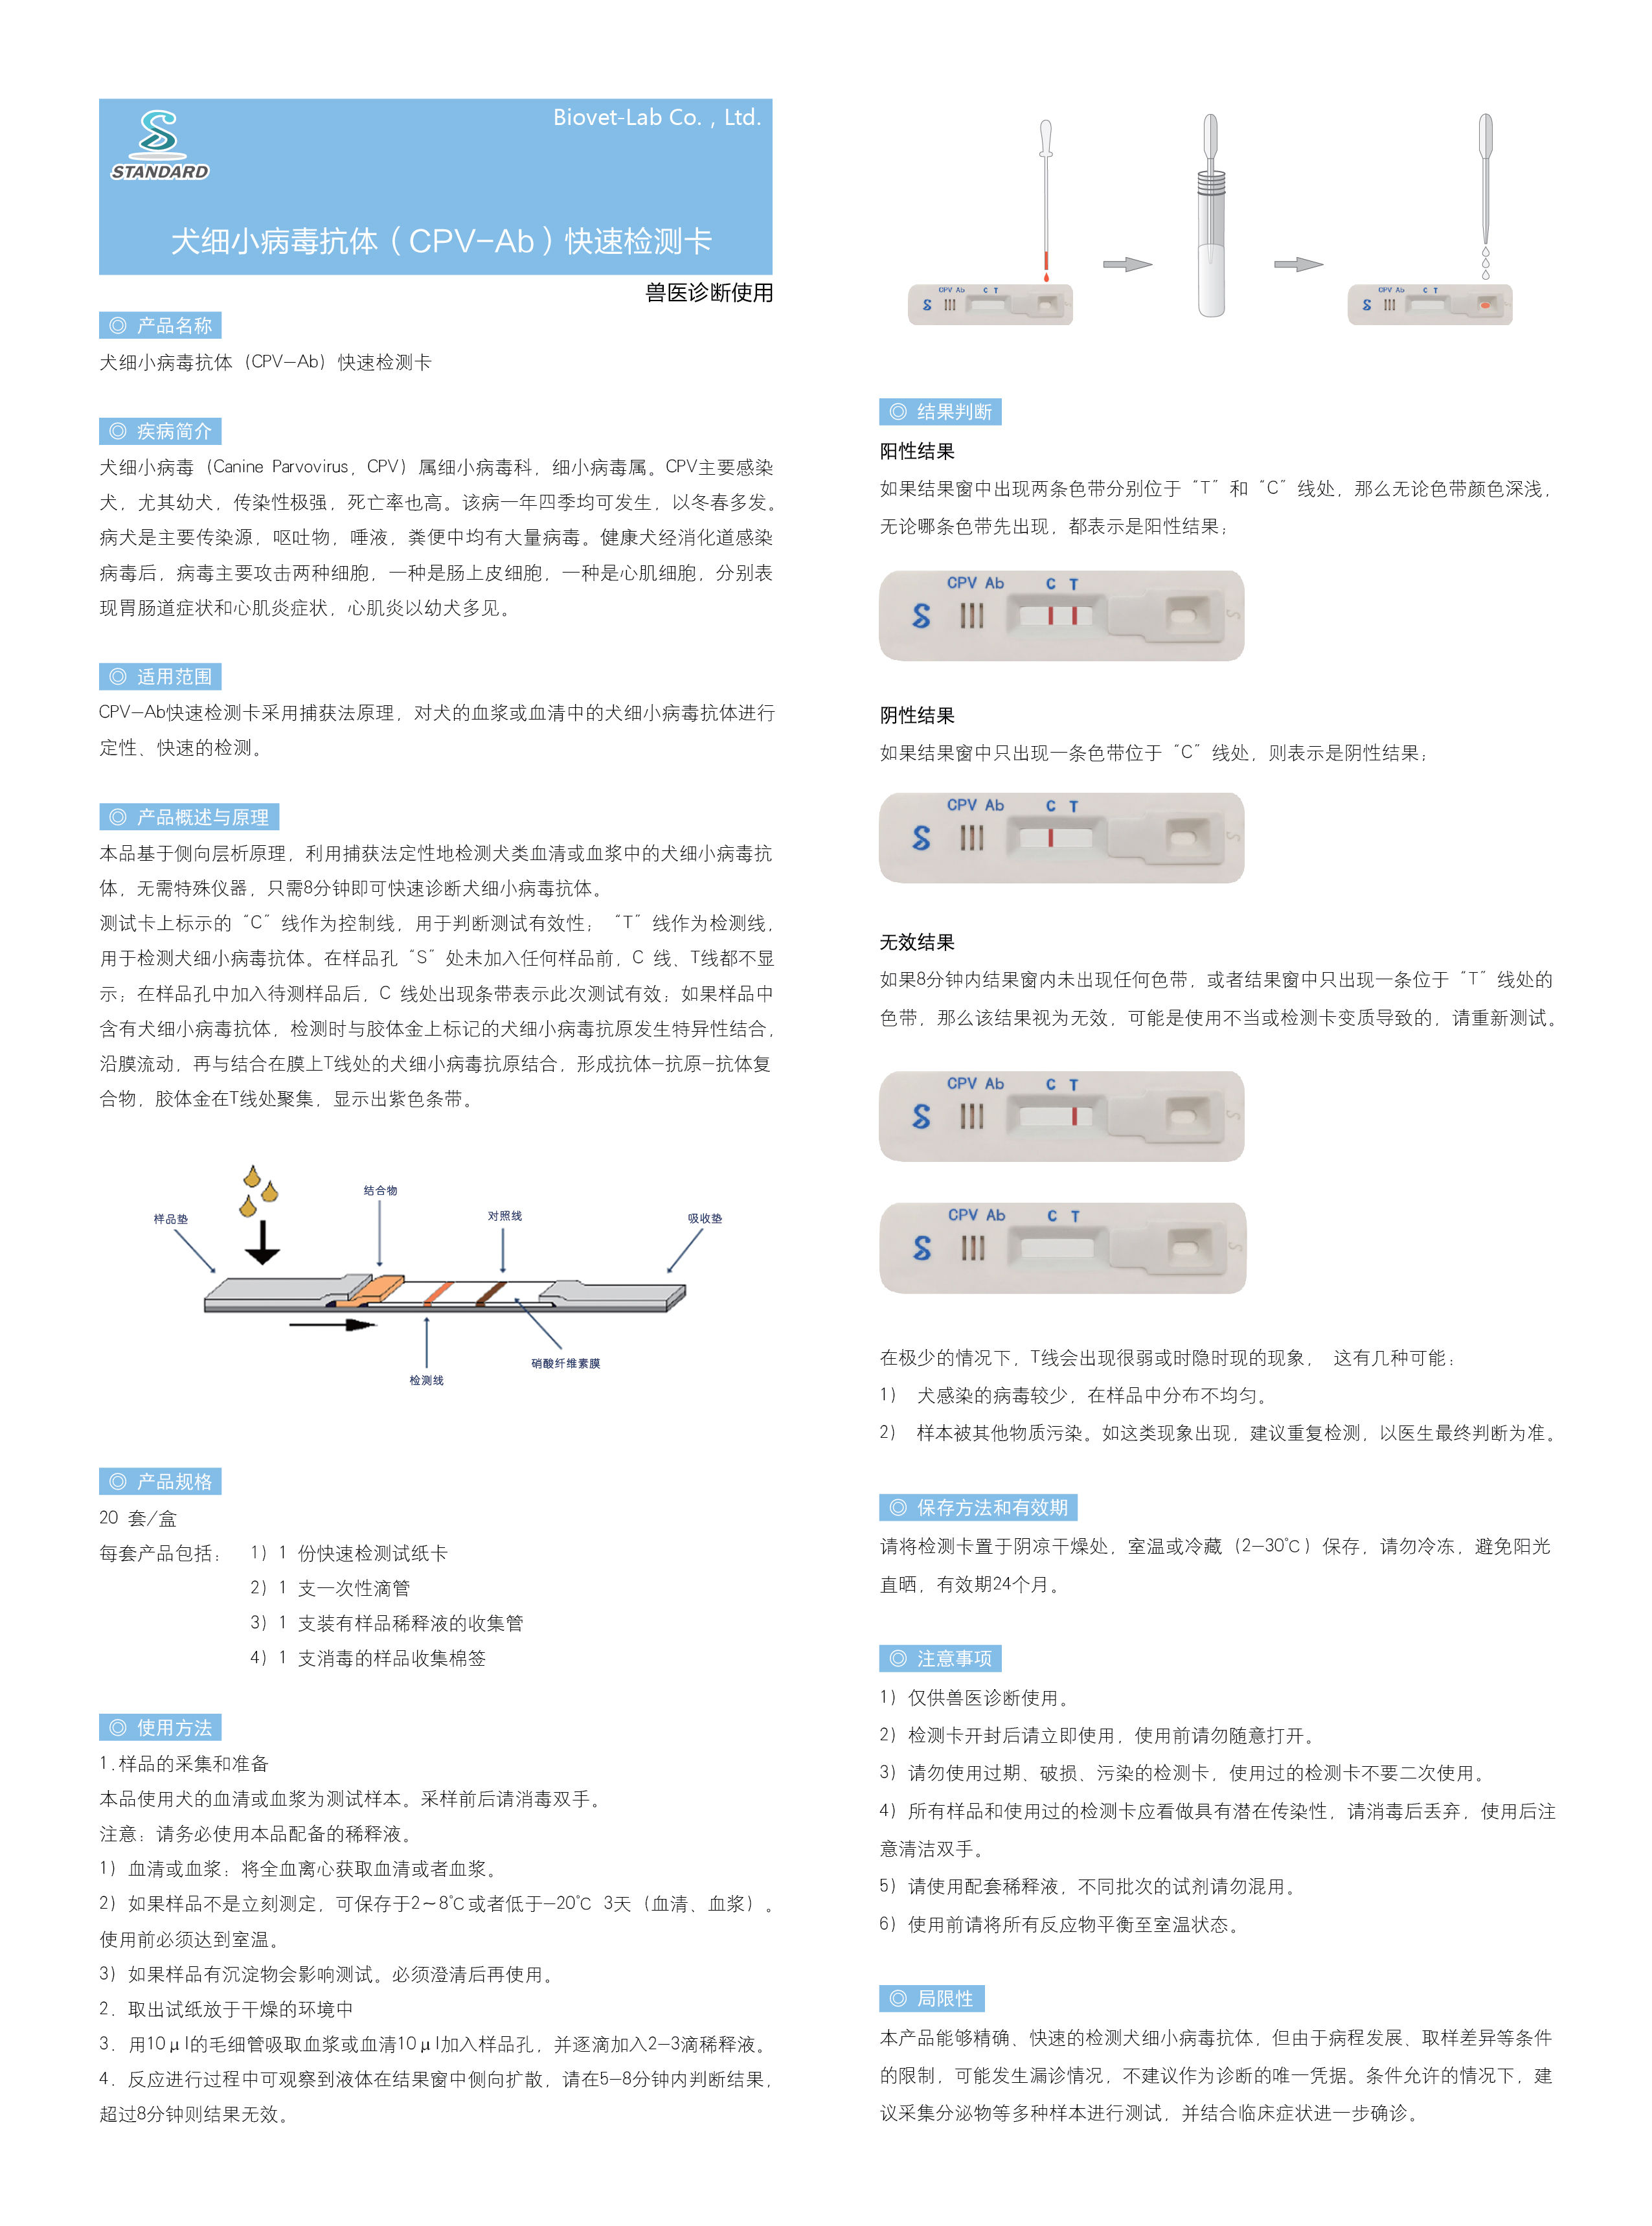 STANDARD
Biovet-Lab Co. , Ltd.
犬细小病毒抗体（CPV-Ab）快速检测卡
兽医诊断使用
◎ 产品名称
犬细小病毒抗体（CPV-Ab）快速检测卡
◎ 疾病简介
犬细小病毒（Canine Parvovirus，CPV）属细小病毒科，细小病毒属。CPV主要感染
犬，尤其幼犬，传染性极强，死亡率也高。该病一年四季均可发生，以冬春多发。
病犬是主要传染源，呕吐物，唾液，粪便中均有大量病毒。健康犬经消化道感染
病毒后，病毒主要攻击两种细胞，一种是肠上皮细胞，一种是心肌细胞，分别表
现胃肠道症状和心肌炎症状，心肌炎以幼犬多见。
◎ 适用范围
CPV-Ab快速检测卡采用捕获法原理，对犬的血浆或血清中的犬细小病毒抗体进行
定性、快速的检测。
◎ 产品概述与原理
本品基于侧向层析原理，利用捕获法定性地检测犬类血清或血浆中的犬细小病毒抗
体，无需特殊仪器，只需8分钟即可快速诊断犬细小病毒抗体。
测试卡上标示的“C”线作为控制线，用于判断测试有效性；“T”线作为检测线，
用于检测犬细小病毒抗体。在样品孔“S”处未加入任何样品前，C 线、T线都不显
示；在样品孔中加入待测样品后，C 线处出现条带表示此次测试有效；如果样品中
含有犬细小病毒抗体，检测时与胶体金上标记的犬细小病毒抗原发生特异性结合，
沿膜流动，再与结合在膜上T线处的犬细小病毒抗原结合，形成抗体-抗原-抗体复
合物，胶体金在T线处聚集，显示出紫色条带。
结合物
样品垫
对照线
吸收垫
硝酸纤维素膜
检测线
◎ 产品规格
20 套/盒
每套产品包括： 1）1 份快速检测试纸卡
2）1 支一次性滴管
3）1 支装有样品稀释液的收集管
4）1 支消毒的样品收集棉签
◎ 使用方法
1.样品的采集和准备
本品使用犬的血清或血浆为测试样本。采样前后请消毒双手。
注意：请务必使用本品配备的稀释液。
1）血清或血浆：将全血离心获取血清或者血浆。
2）如果样品不是立刻测定，可保存于2~8℃或者低于-20℃ 3天（血清、血浆）。
使用前必须达到室温。
3）如果样品有沉淀物会影响测试。必须澄清后再使用。
2．取出试纸放于干燥的环境中
3．用10μl的毛细管吸取血浆或血清10μl加入样品孔，并逐滴加入2-3滴稀释液。
4．反应进行过程中可观察到液体在结果窗中侧向扩散，请在5-8分钟内判断结果，
超过8分钟则结果无效。
CPV Ab C T
S
CPV Ab C T
S
◎ 结果判断
阳性结果
如果结果窗中出现两条色带分别位于“T”和“C”线处，那么无论色带颜色深浅，
无论哪条色带先出现，都表示是阳性结果；
CPV Ab C T
S S
阴性结果
如果结果窗中只出现一条色带位于“C”线处，则表示是阴性结果；
CPV Ab C T
S S
无效结果
如果8分钟内结果窗内未出现任何色带，或者结果窗中只出现一条位于“T”线处的
色带，那么该结果视为无效，可能是使用不当或检测卡变质导致的，请重新测试。
CPV Ab C T
S S
CPV Ab C T
S S
在极少的情况下，T线会出现很弱或时隐时现的现象， 这有几种可能：
1） 犬感染的病毒较少，在样品中分布不均匀。
2） 样本被其他物质污染。如这类现象出现，建议重复检测，以医生最终判断为准。
◎ 保存方法和有效期
请将检测卡置于阴凉干燥处，室温或冷藏（2-30℃）保存，请勿冷冻，避免阳光
直晒，有效期24个月。
◎ 注意事项
1）仅供兽医诊断使用。
2）检测卡开封后请立即使用，使用前请勿随意打开。
3）请勿使用过期、破损、污染的检测卡，使用过的检测卡不要二次使用。
4）所有样品和使用过的检测卡应看做具有潜在传染性，请消毒后丢弃，使用后注
意清洁双手。
5）请使用配套稀释液，不同批次的试剂请勿混用。
6）使用前请将所有反应物平衡至室温状态。
◎ 局限性
本产品能够精确、快速的检测犬细小病毒抗体，但由于病程发展、取样差异等条件
的限制，可能发生漏诊情况，不建议作为诊断的唯一凭据。条件允许的情况下，建
议采集分泌物等多种样本进行测试，并结合临床症状进一步确诊。